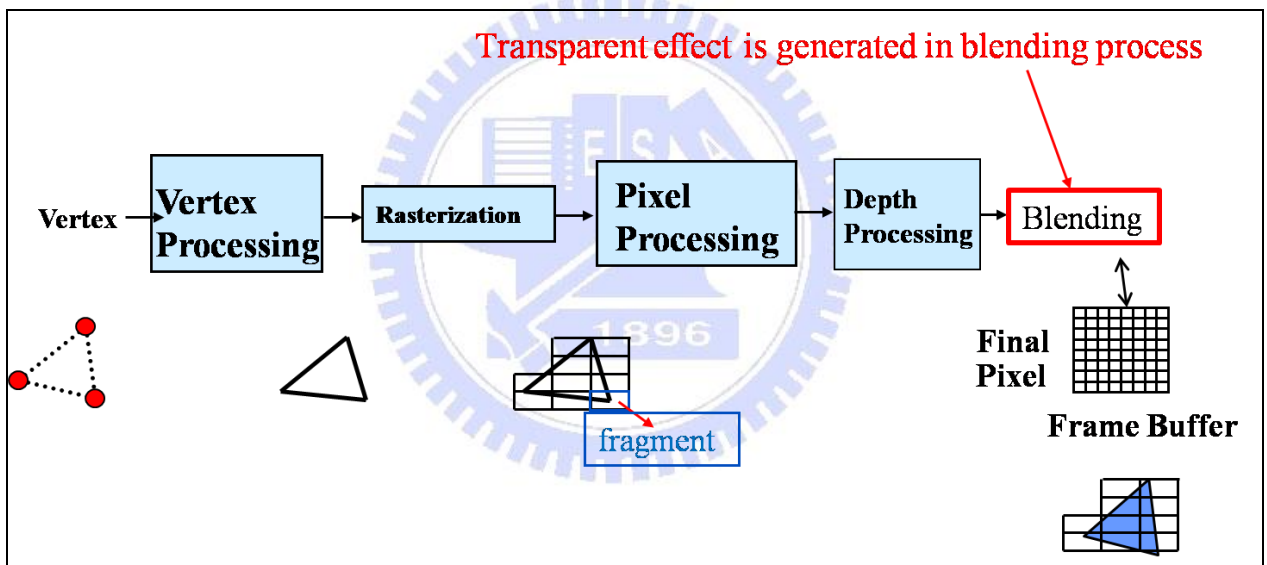 Transparent effect is generated in blending process
E S A
Vertex
Vertex
Processing
Rasterization
Pixel
Processing
Depth
Processing
Blending
1896
Final
Pixel
fragment
Frame Buffer